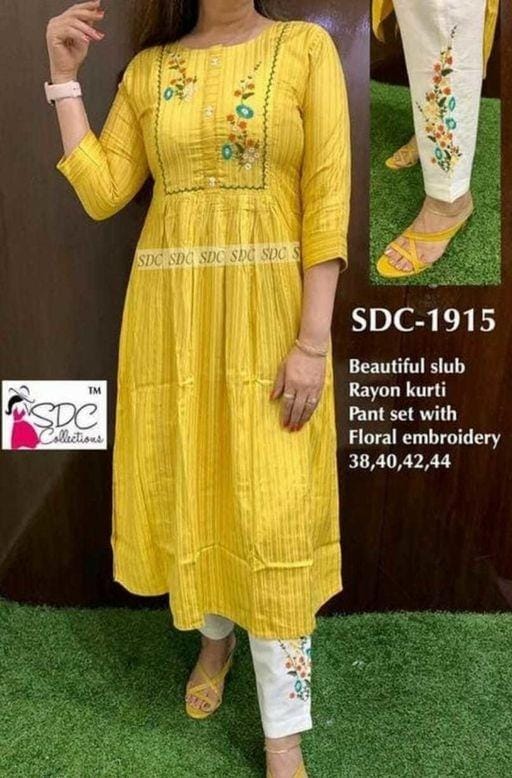 SDC SDC SDC SDC SDC S
SDC-1915
Beautiful slub
Rayon kurti
Pant set with
Floral embroidery
38,40,42,44
TM
SDC
Collections